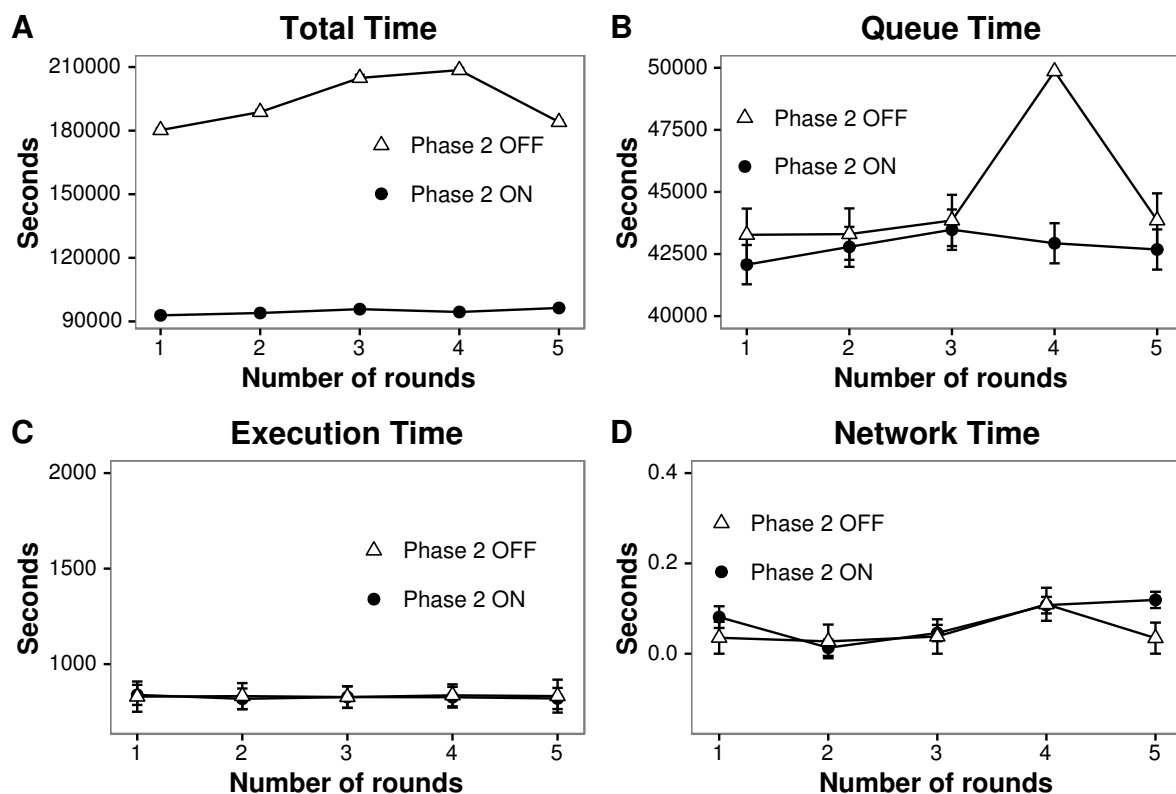 A
Total Time
210000
180000
150000
120000
90000
Seconds
Phase 2 OFF
Phase 2 ON
1 2 3 4 5
Number of rounds
B
Queue Time
50000
47500
45000
42500
40000
Seconds
Phase 2 OFF
Phase 2 ON
1 2 3 4 5
Number of rounds
C
Execution Time
2000
1500
1000
Seconds
Phase 2 OFF
Phase 2 ON
1 2 3 4 5
Number of rounds
D
Network Time
0.4
0.2
0.0
Seconds
Phase 2 OFF
Phase 2 ON
1 2 3 4 5
Number of rounds